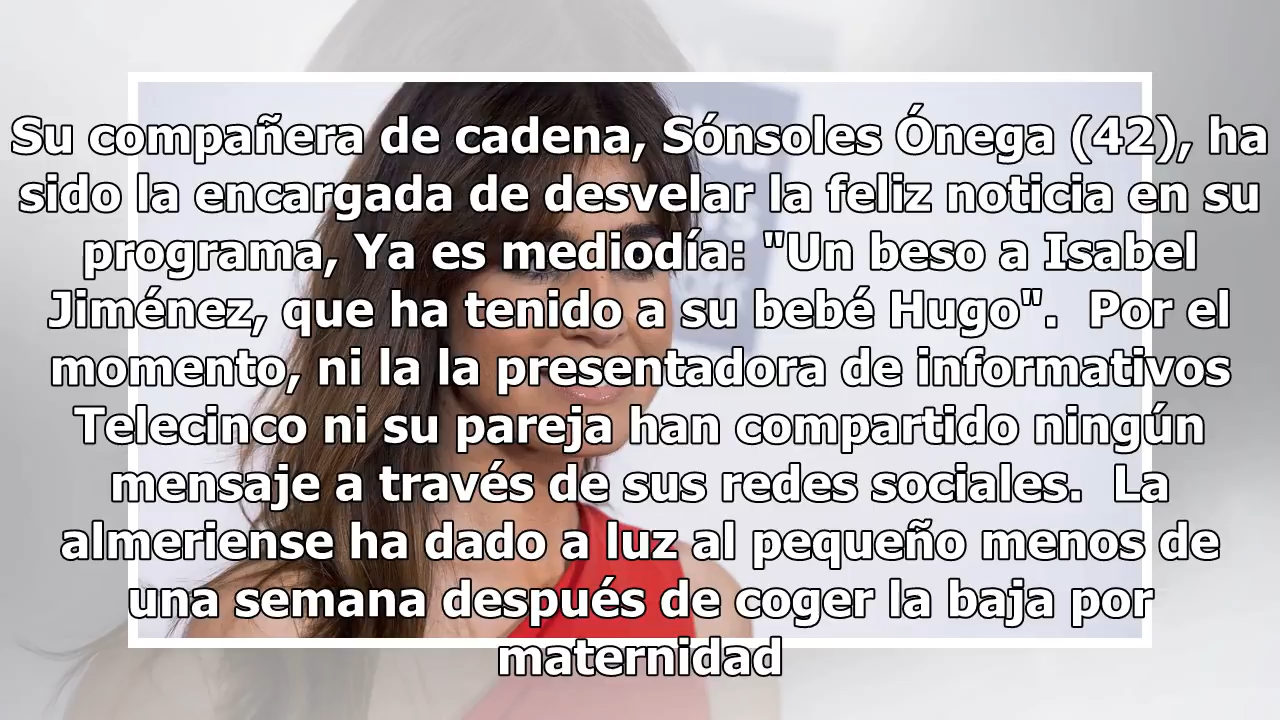 Su compañera de cadena, Sónsoles Ónega (42), ha
sido la encargada de desvelar la feliz noticia en su
programa, Ya es mediodía: "Un beso a Isabel
Jiménez, que ha tenido a su bebé Hugo".  Por el
momento, ni la la presentadora de informativos
Telecinco ni su pareja han compartido ningún
mensaje a través de sus redes sociales.  La
almeriense ha dado a luz al pequeño menos de
una semana después de coger la baja por
maternidad